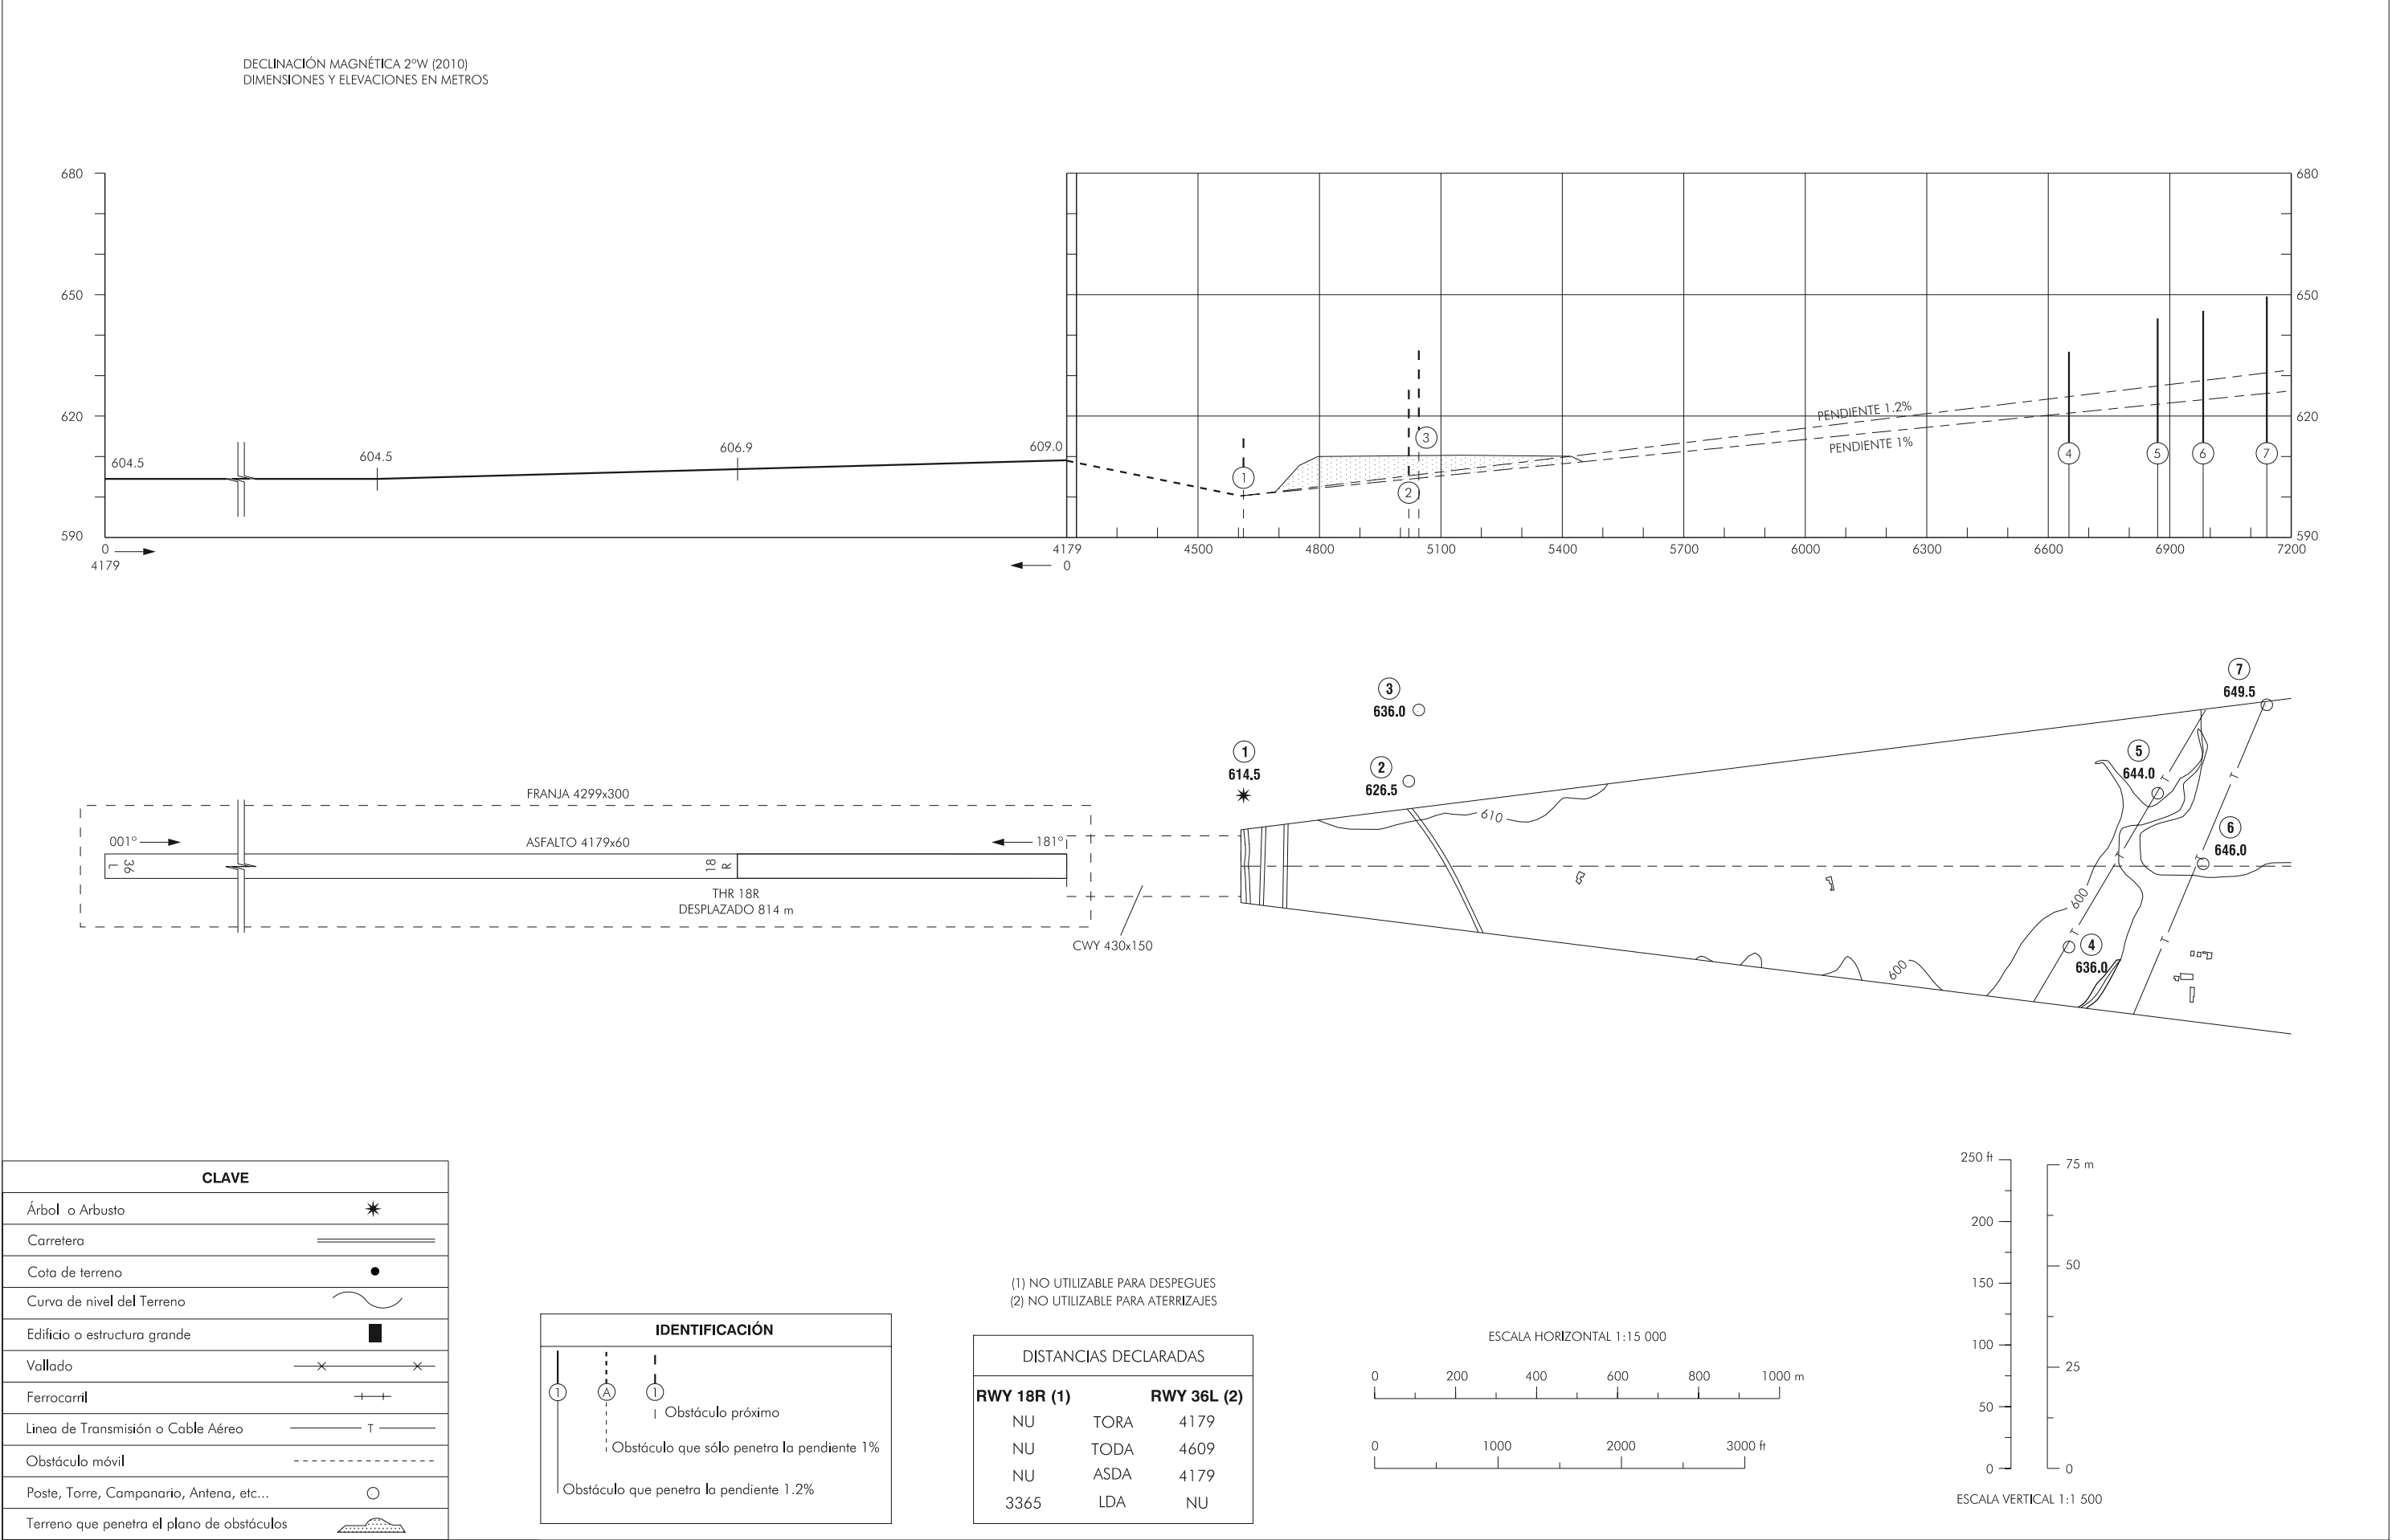 DECLINACIÓN MAGNÉTICA 2ºW (2010)
DIMENSIONES Y ELEVACIONES EN METROS
680
650
620
590
680
650
620
590
604.5
604.5
606.9
609.0
PENDIENTE 1.2%
PENDIENTE 1%
1
2
3
4
5
6
7
0
4179
4179
0
4500
4800
5100
5400
5700
6000
6300
6600
6900
7200
3
636.0
7
649.5
1
614.5
2
626.5
5
644.0
6
646.0
4
636.0
FRANJA 4299x300
001º
ASFALTO 4179x60
181º
36
L
18
R
THR 18R
DESPLAZADO 814 m
CWY 430x150
610
600
600
T
T
T
T
T
T
CLAVE
Árbol o Arbusto
Carretera
Cota de terreno
Curva de nivel del Terreno
Edificio o estructura grande
Vallado
Ferrocarril
Linea de Transmisión o Cable Aéreo T
Obstáculo móvil
Poste, Torre, Campanario, Antena, etc...
Terreno que penetra el plano de obstáculos
IDENTIFICACIÓN
1 A 1
Obstáculo próximo
Obstáculo que sólo penetra la pendiente 1%
Obstáculo que penetra la pendiente 1.2%
(1) NO UTILIZABLE PARA DESPEGUES
(2) NO UTILIZABLE PARA ATERRIZAJES
DISTANCIAS DECLARADAS
RWY 18R (1) RWY 36L (2)
NU TORA 4179
NU TODA 4609
NU ASDA 4179
3365 LDA NU
ESCALA HORIZONTAL 1:15 000
0 200 400 600 800 1000 m
0 1000 2000 3000 ft
250 ft
200
150
100
50
0
75 m
50
25
0
ESCALA VERTICAL 1:1 500